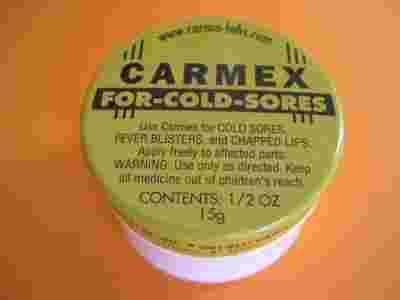 www.carma-labs.com
CARMEX
FOR-COLD-SORES
Use Carmex for COLD SORES,
FEVER BLISTERS, and CHAPPED LIPS.
Apply freely to affected parts.
WARNING: Use only as directed. Keep
all medicine out of children's reach.
CONTENTS: 1/2 OZ
15g